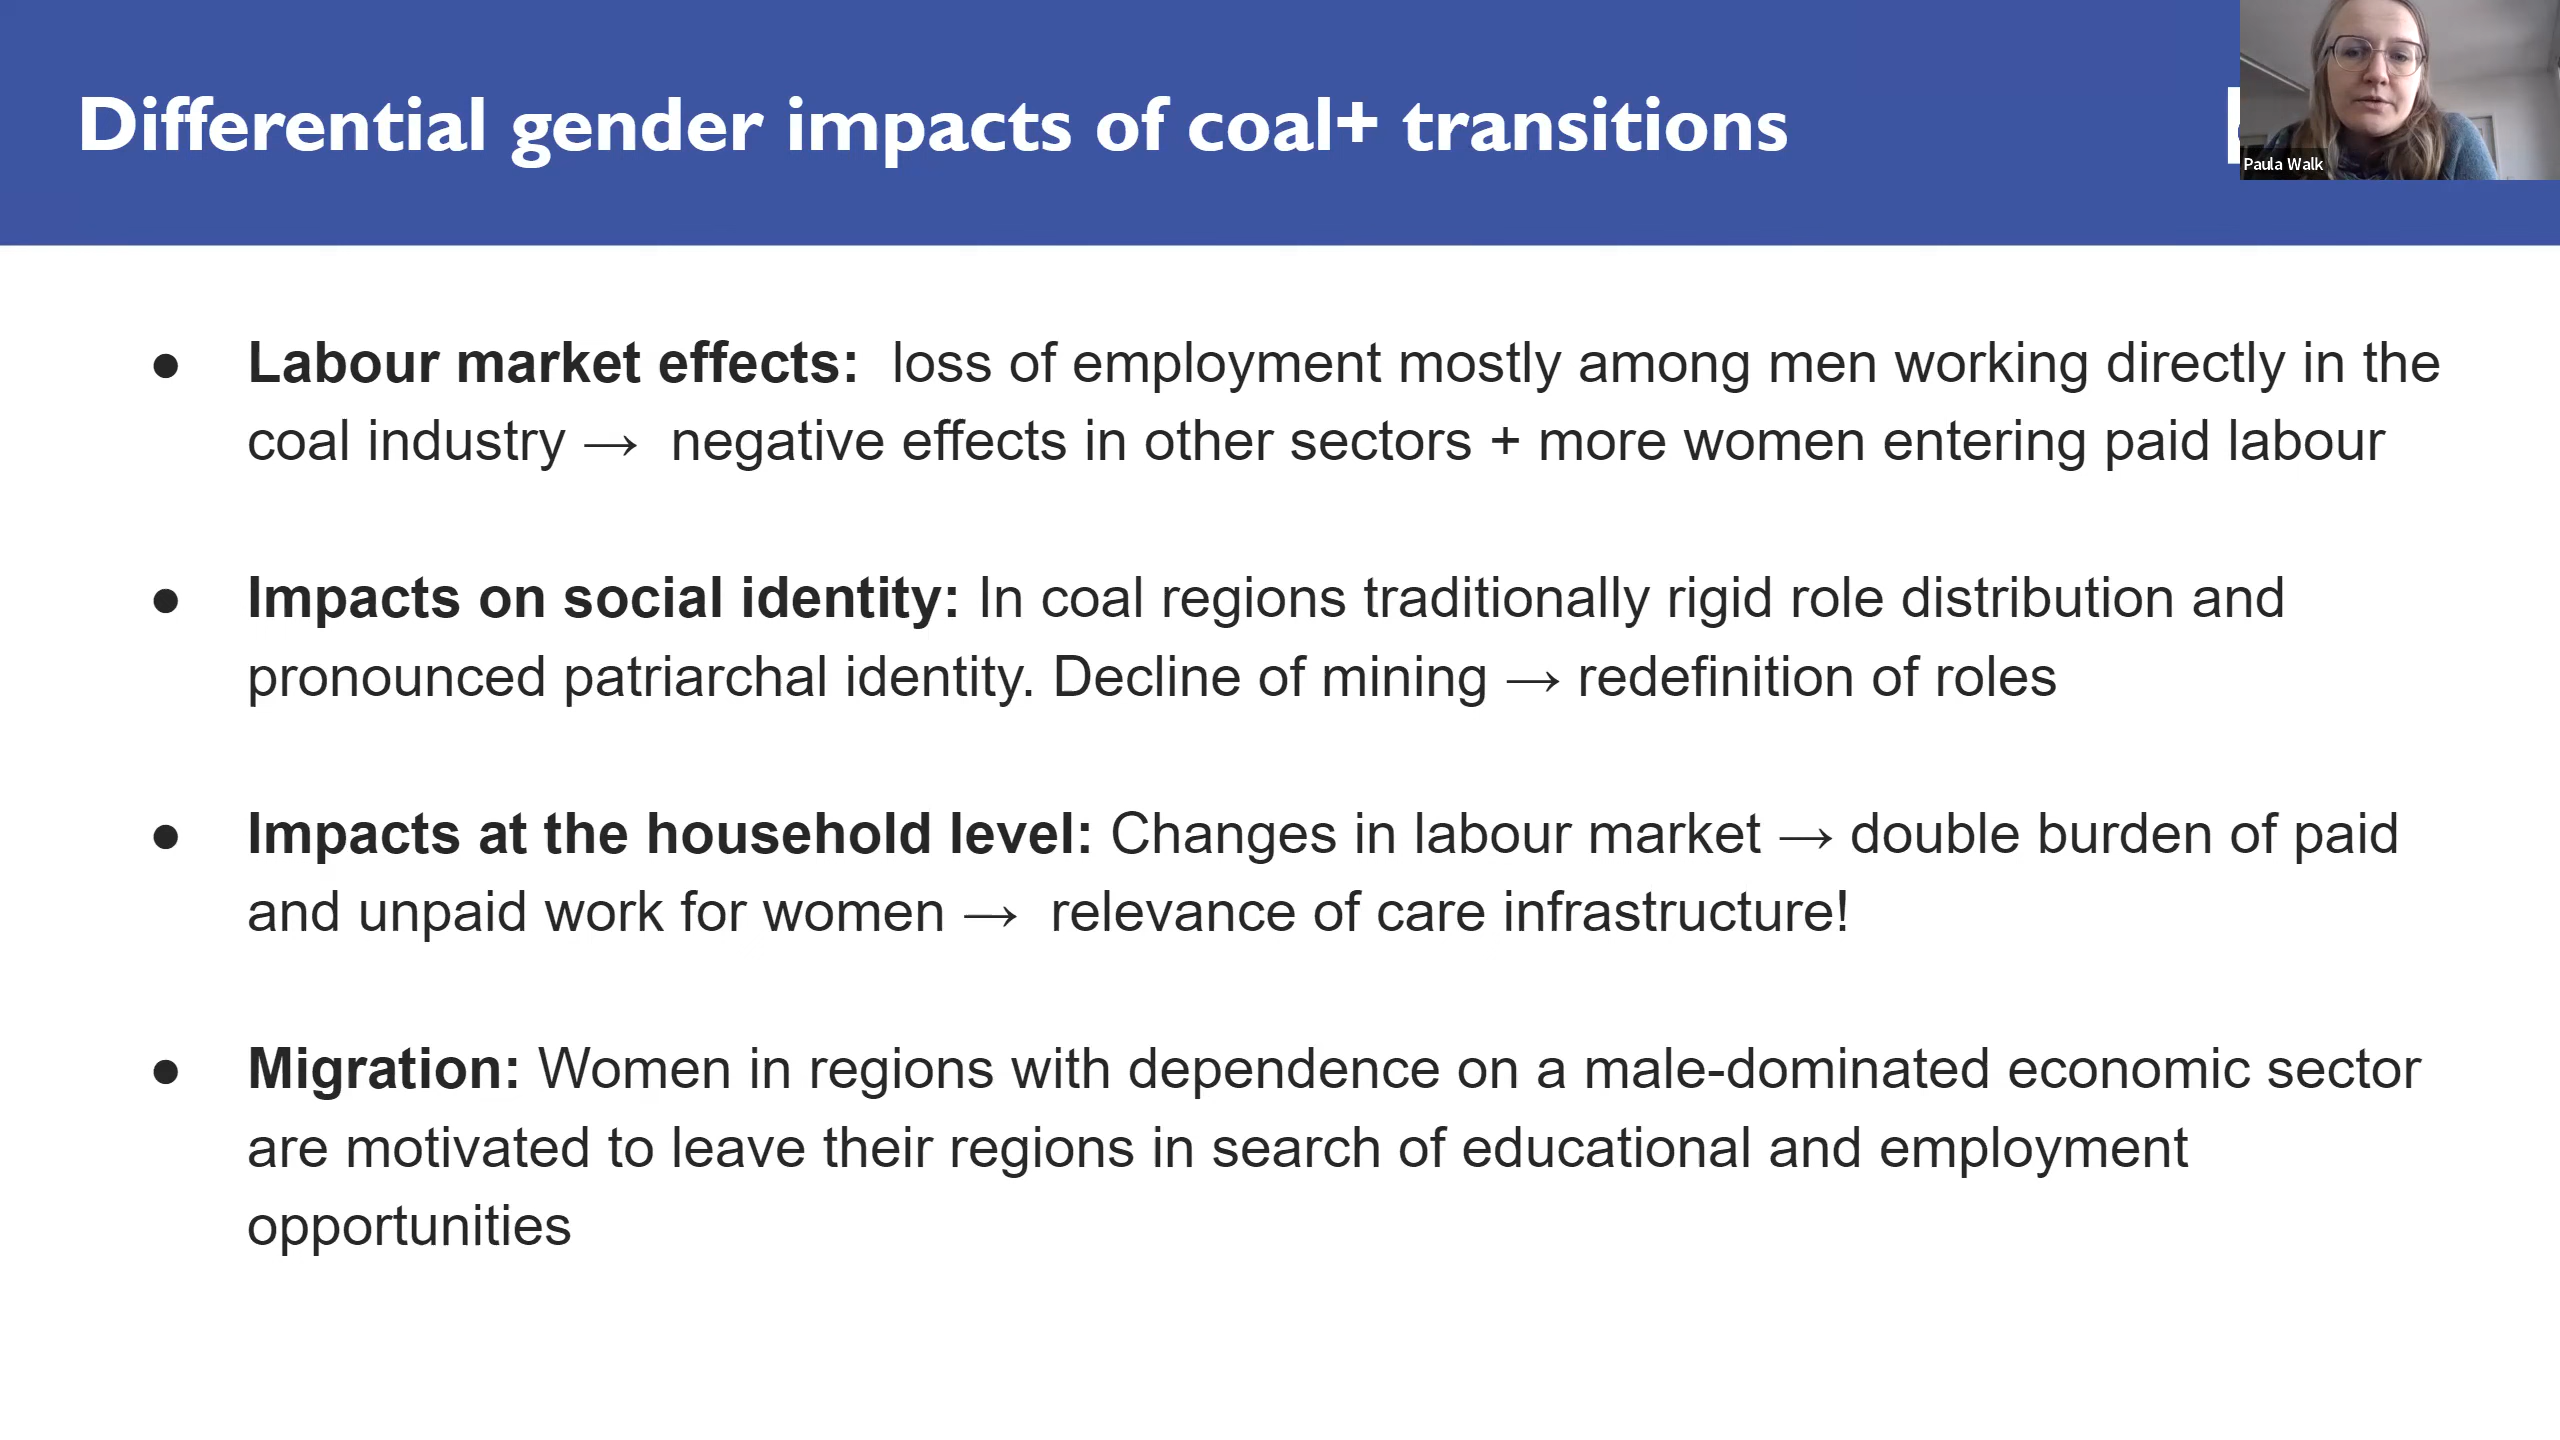 Differential gender impacts of coal+ transitions
Paula Walk
● Labour market effects: loss of employment mostly among men working directly in the
coal industry → negative effects in other sectors + more women entering paid labour
● Impacts on social identity: In coal regions traditionally rigid role distribution and
pronounced patriarchal identity. Decline of mining → redefinition of roles
● Impacts at the household level: Changes in labour market → double burden of paid
and unpaid work for women → relevance of care infrastructure!
● Migration: Women in regions with dependence on a male-dominated economic sector
are motivated to leave their regions in search of educational and employment
opportunities